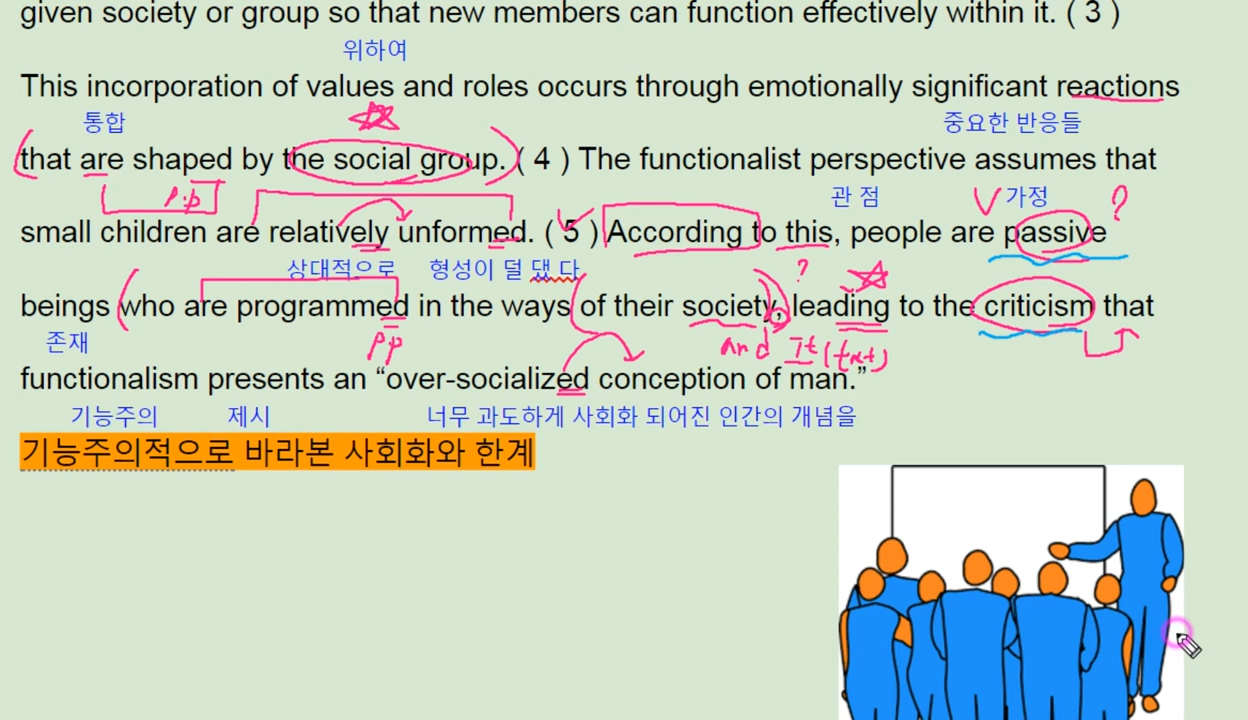 given society or group so that new members can function effectively within it. ( 3 )
위하여
This incorporation of values and roles occurs through emotionally significant reactions
통합 중요한 반응들
that are shaped by the social group. ( 4 ) The functionalist perspective assumes that
p.p 관 점 가정 ?
small children are relatively unformed. ( 5 ) According to this, people are passive
상대적으로 형성이 덜 됐 다 ?
beings who are programmed in the ways of their society, leading to the criticism that
존재 pp and It
functionalism presents an “over-socialized conception of man.”
기능주의 제시 너무 과도하게 사회화 되어진 인간의 개념을
기능주의적으로 바라본 사회화와 한계